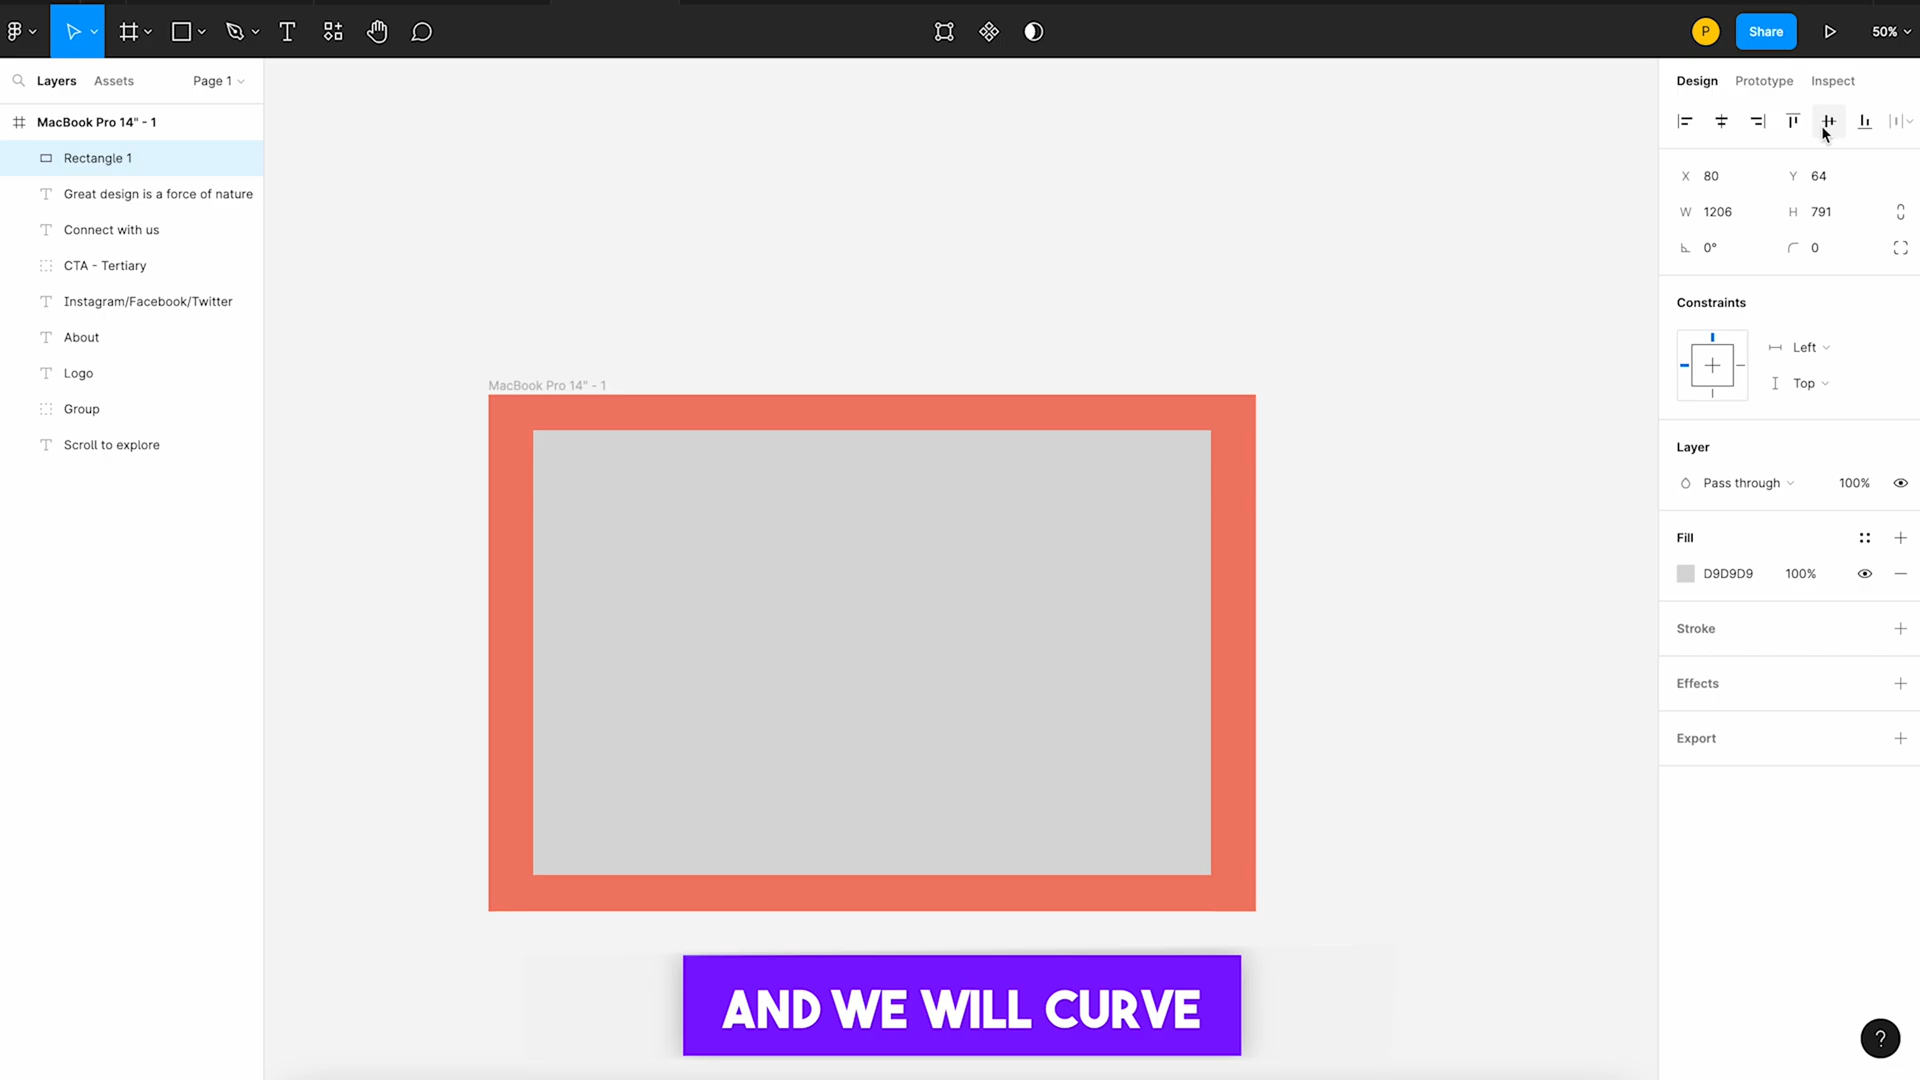 P
Share
50%
Layers
Assets
Page 1
Design
Prototype
Inspect
MacBook Pro 14" - 1
Rectangle 1
Great design is a force of nature
Connect with us
CTA - Tertiary
Instagram/Facebook/Twitter
About
Logo
Group
Scroll to explore
MacBook Pro 14" - 1
X 80
Y 64
W 1206
H 791
0°
0
Constraints
Left
Top
Layer
Pass through
100%
Fill
D9D9D9
100%
Stroke
Effects
Export
AND WE WILL CURVE
?